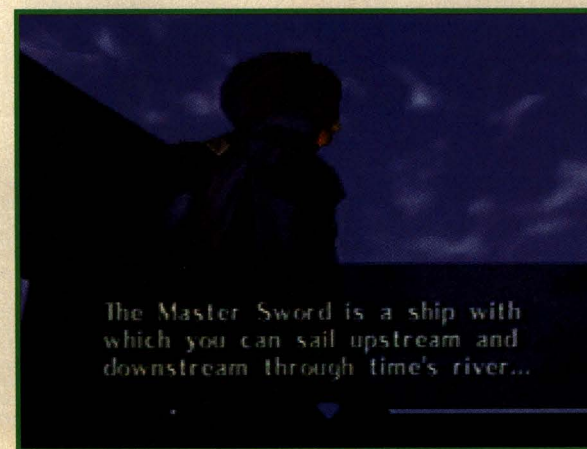 The Master Sword is a ship with
which you can sail upstream and
downstream through time's river...